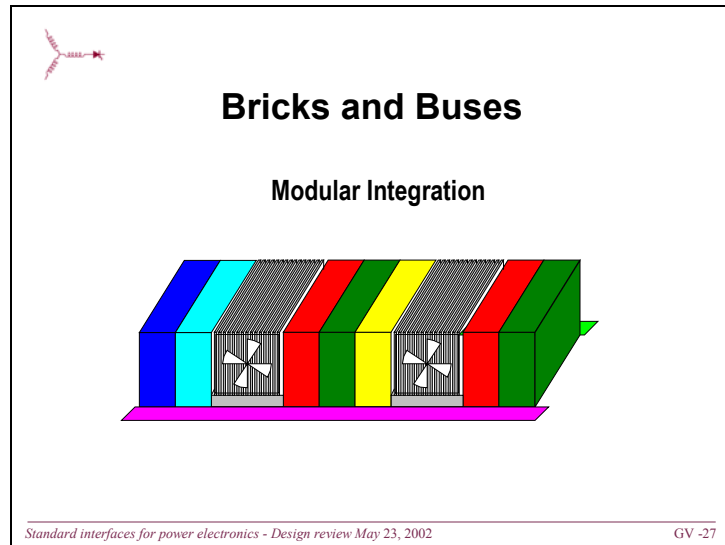 Bricks and Buses
Modular Integration
Standard interfaces for power electronics - Design review May 23, 2002 GV -27